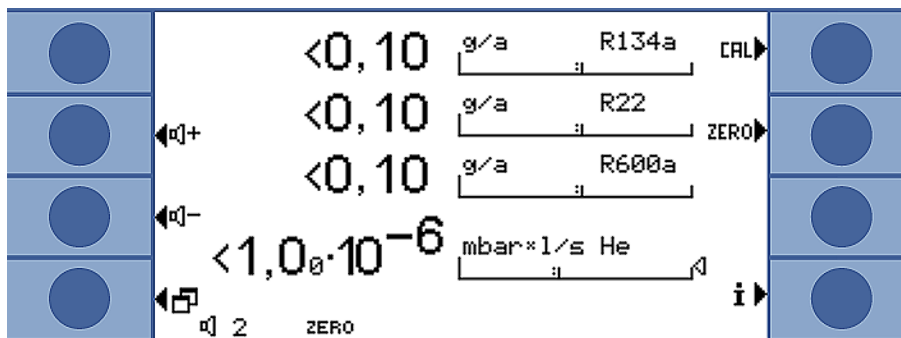 <0,10 g/a R134a CAL
<0,10 g/a R22 ZERO
<0,10 g/a R600a
<1,00·10⁻⁶ mbar×l/s He
i
2 ZERO